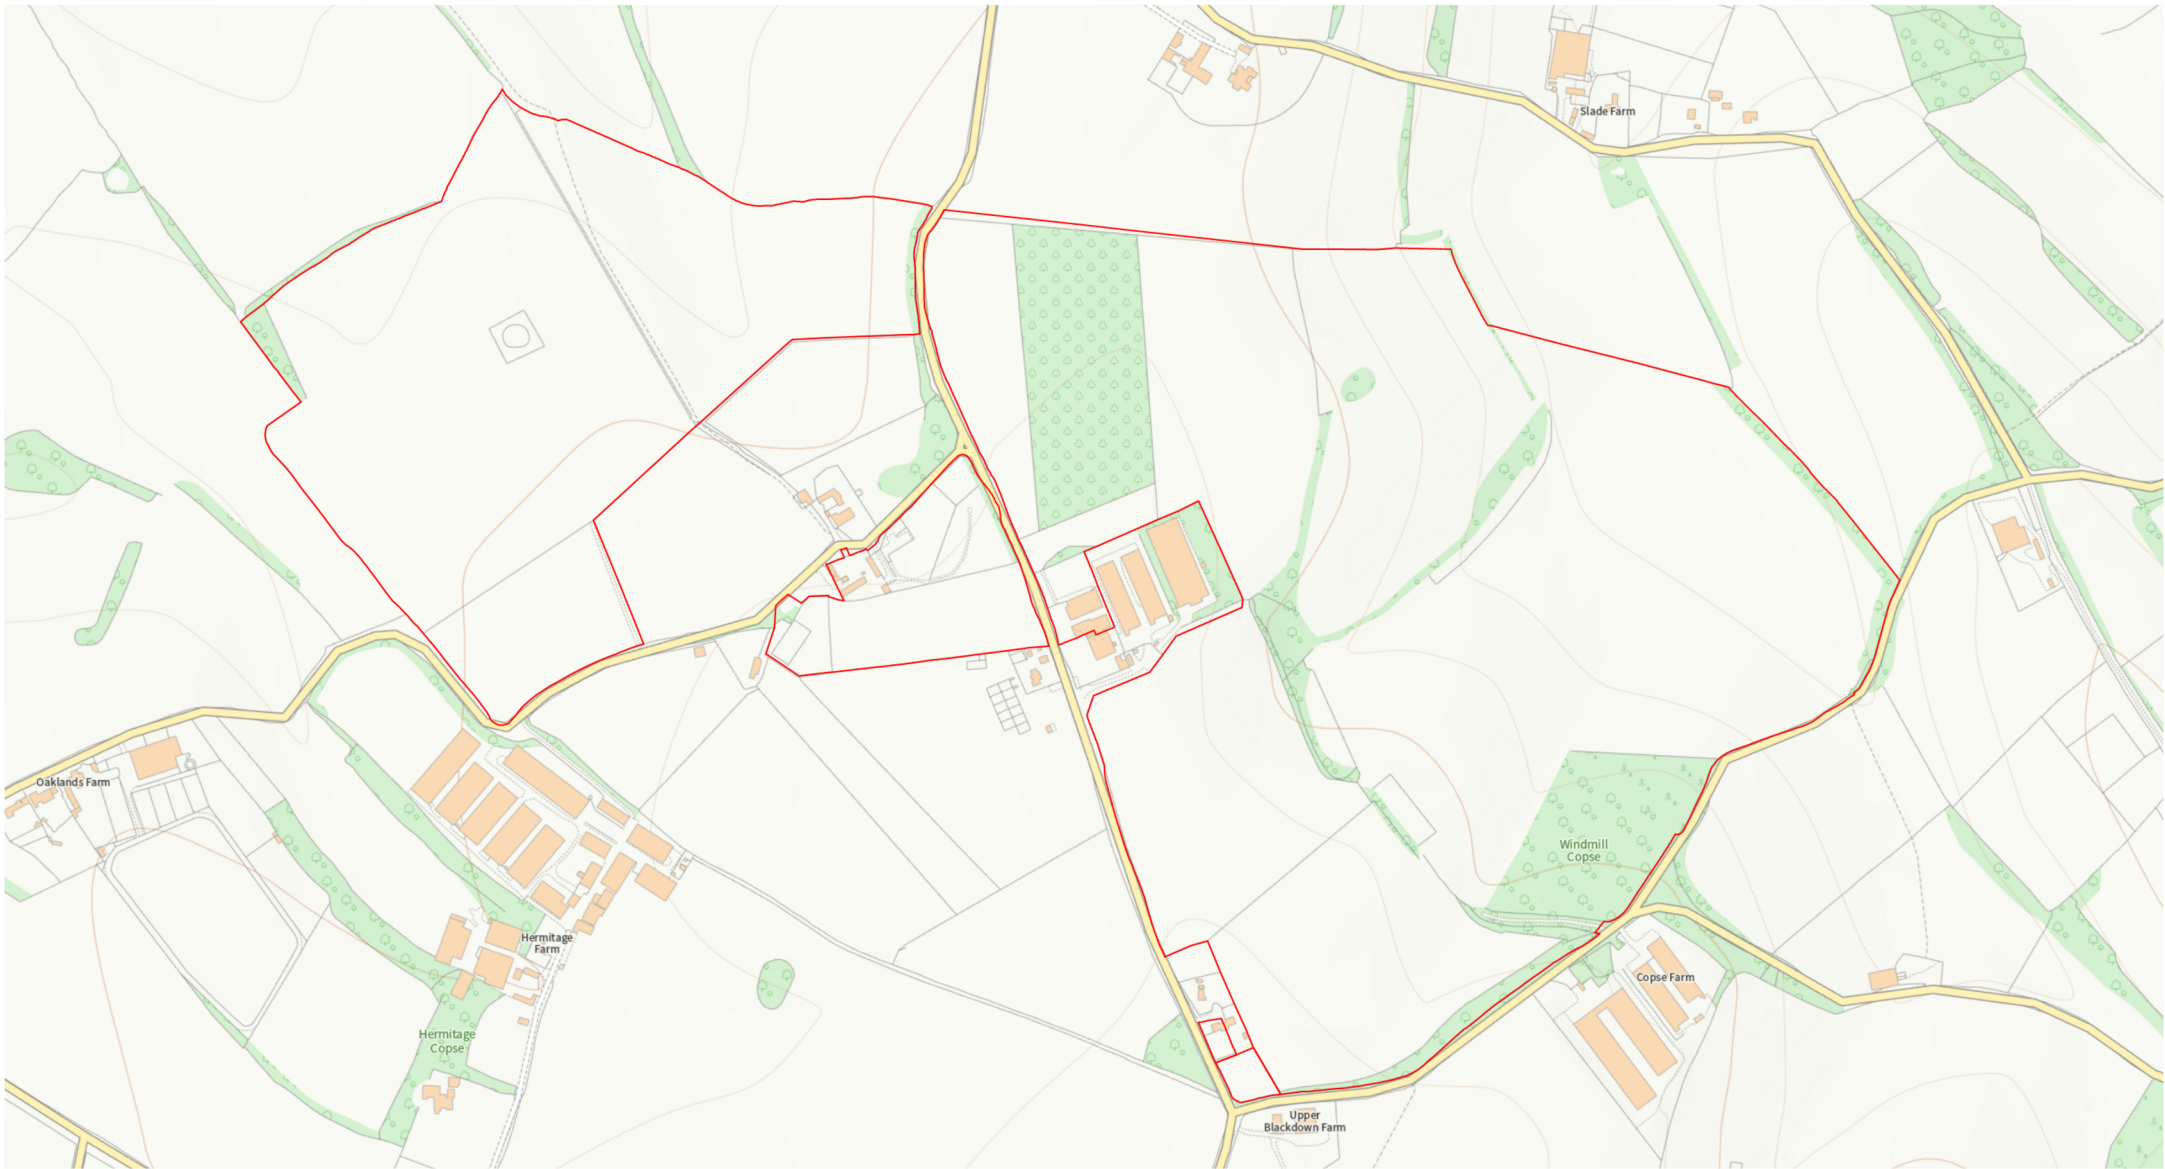 Slade Farm
Oaklands Farm
Windmill
Copse
Hermitage
Farm
Copse Farm
Hermitage
Copse
Upper
Blackdown Farm